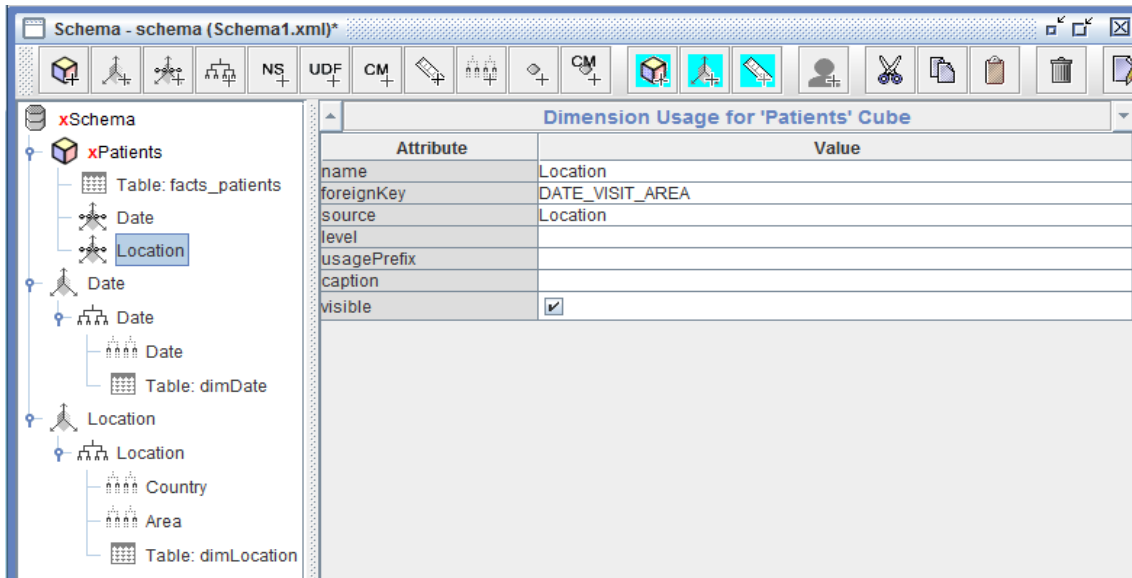 Schema - schema (Schema1.xml)*
NS UDF CM CM
xSchema
xPatients
Table: facts_patients
Date
Location
Date
Date
Date
Table: dimDate
Location
Location
Country
Area
Table: dimLocation
Dimension Usage for 'Patients' Cube
Attribute Value
name Location
foreignKey DATE_VISIT_AREA
source Location
level
usagePrefix
caption
visible